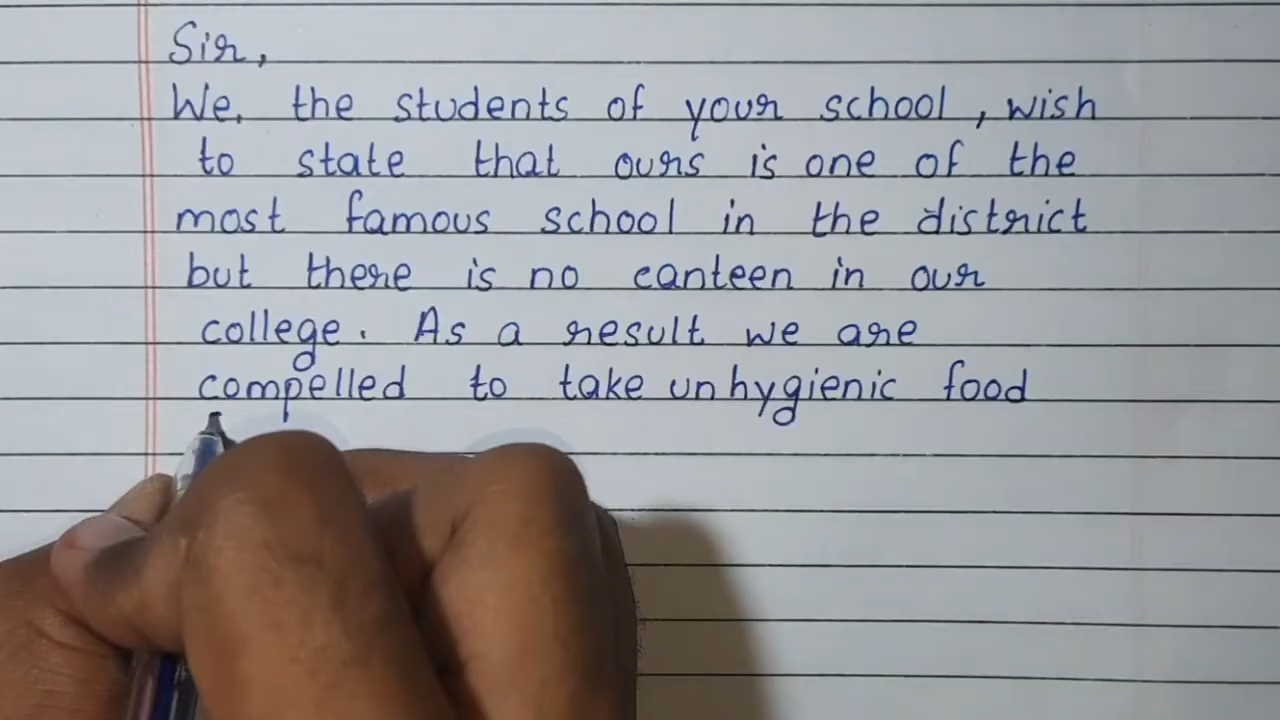 Sir,
We, the students of your school, wish
to state that ours is one of the
most famous school in the district
but there is no canteen in our
college. As a result we are
compelled to take unhygienic food